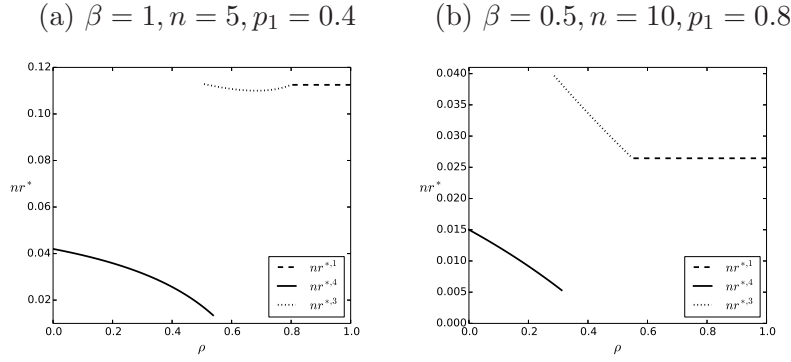 (a) β = 1, n = 5, p₁ = 0.4
0.12
0.10
0.08
nr*
0.06
0.04
0.02
0.0 0.2 0.4 0.6 0.8 1.0
ρ
nr*,1
nr*,4
nr*,3
(b) β = 0.5, n = 10, p₁ = 0.8
0.040
0.035
0.030
0.025
nr*
0.020
0.015
0.010
0.005
0.000
0.0 0.2 0.4 0.6 0.8 1.0
ρ
nr*,1
nr*,4
nr*,3